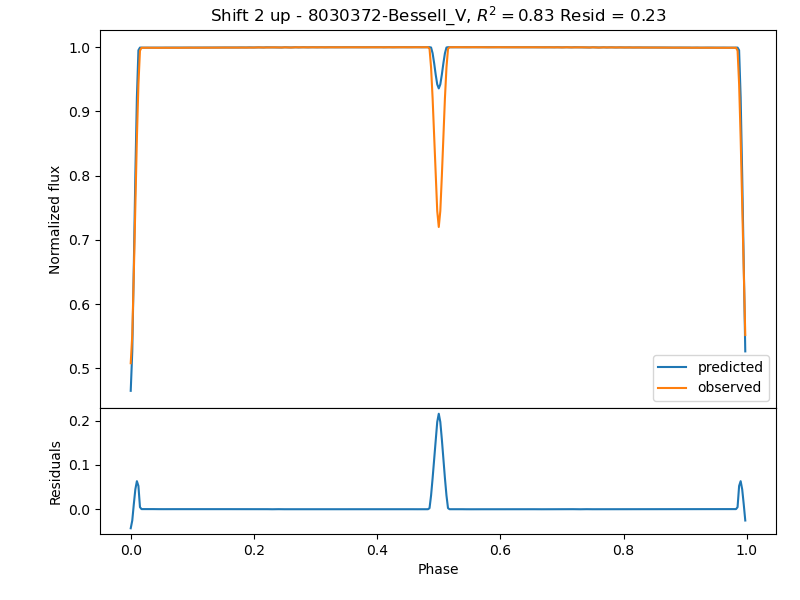 Shift 2 up - 8030372-Bessell_V, R² = 0.83 Resid = 0.23
1.0
0.9
0.8
0.7
0.6
0.5
Normalized flux
predicted
observed
0.2
0.1
0.0
Residuals
0.0 0.2 0.4 0.6 0.8 1.0
Phase